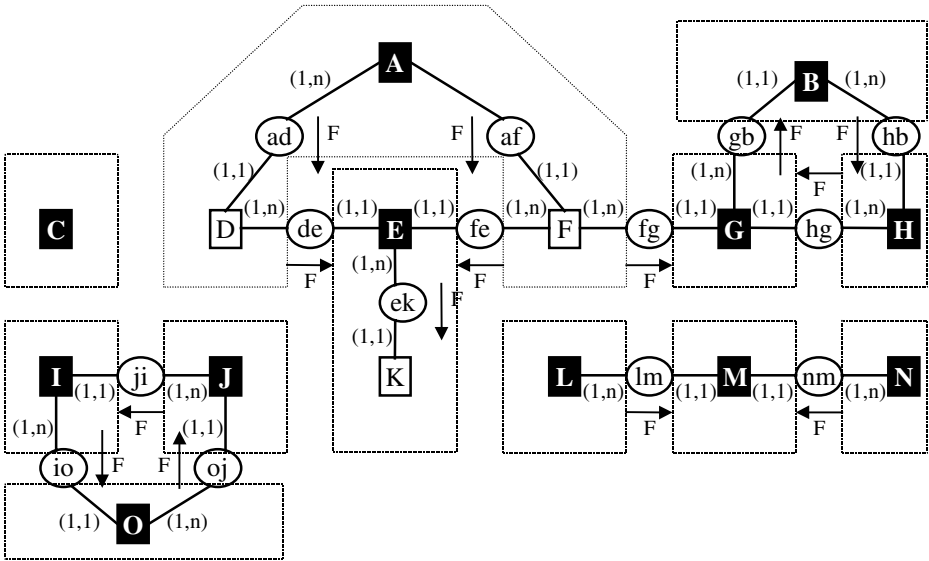 A
B
(1,n)
(1,1)
(1,n)
ad
F
F
af
gb
F
F
hb
(1,1)
(1,1)
(1,n)
F
(1,1)
C
D
(1,n)
de
(1,1)
E
(1,1)
fe
(1,n)
F
(1,n)
fg
(1,1)
G
(1,1)
hg
(1,n)
H
F
(1,n)
F
F
ek
F
(1,1)
K
I
(1,1)
ji
(1,n)
J
L
(1,n)
lm
(1,1)
M
(1,1)
nm
(1,n)
N
F
F
F
(1,n)
(1,1)
io
F
F
oj
(1,1)
O
(1,n)